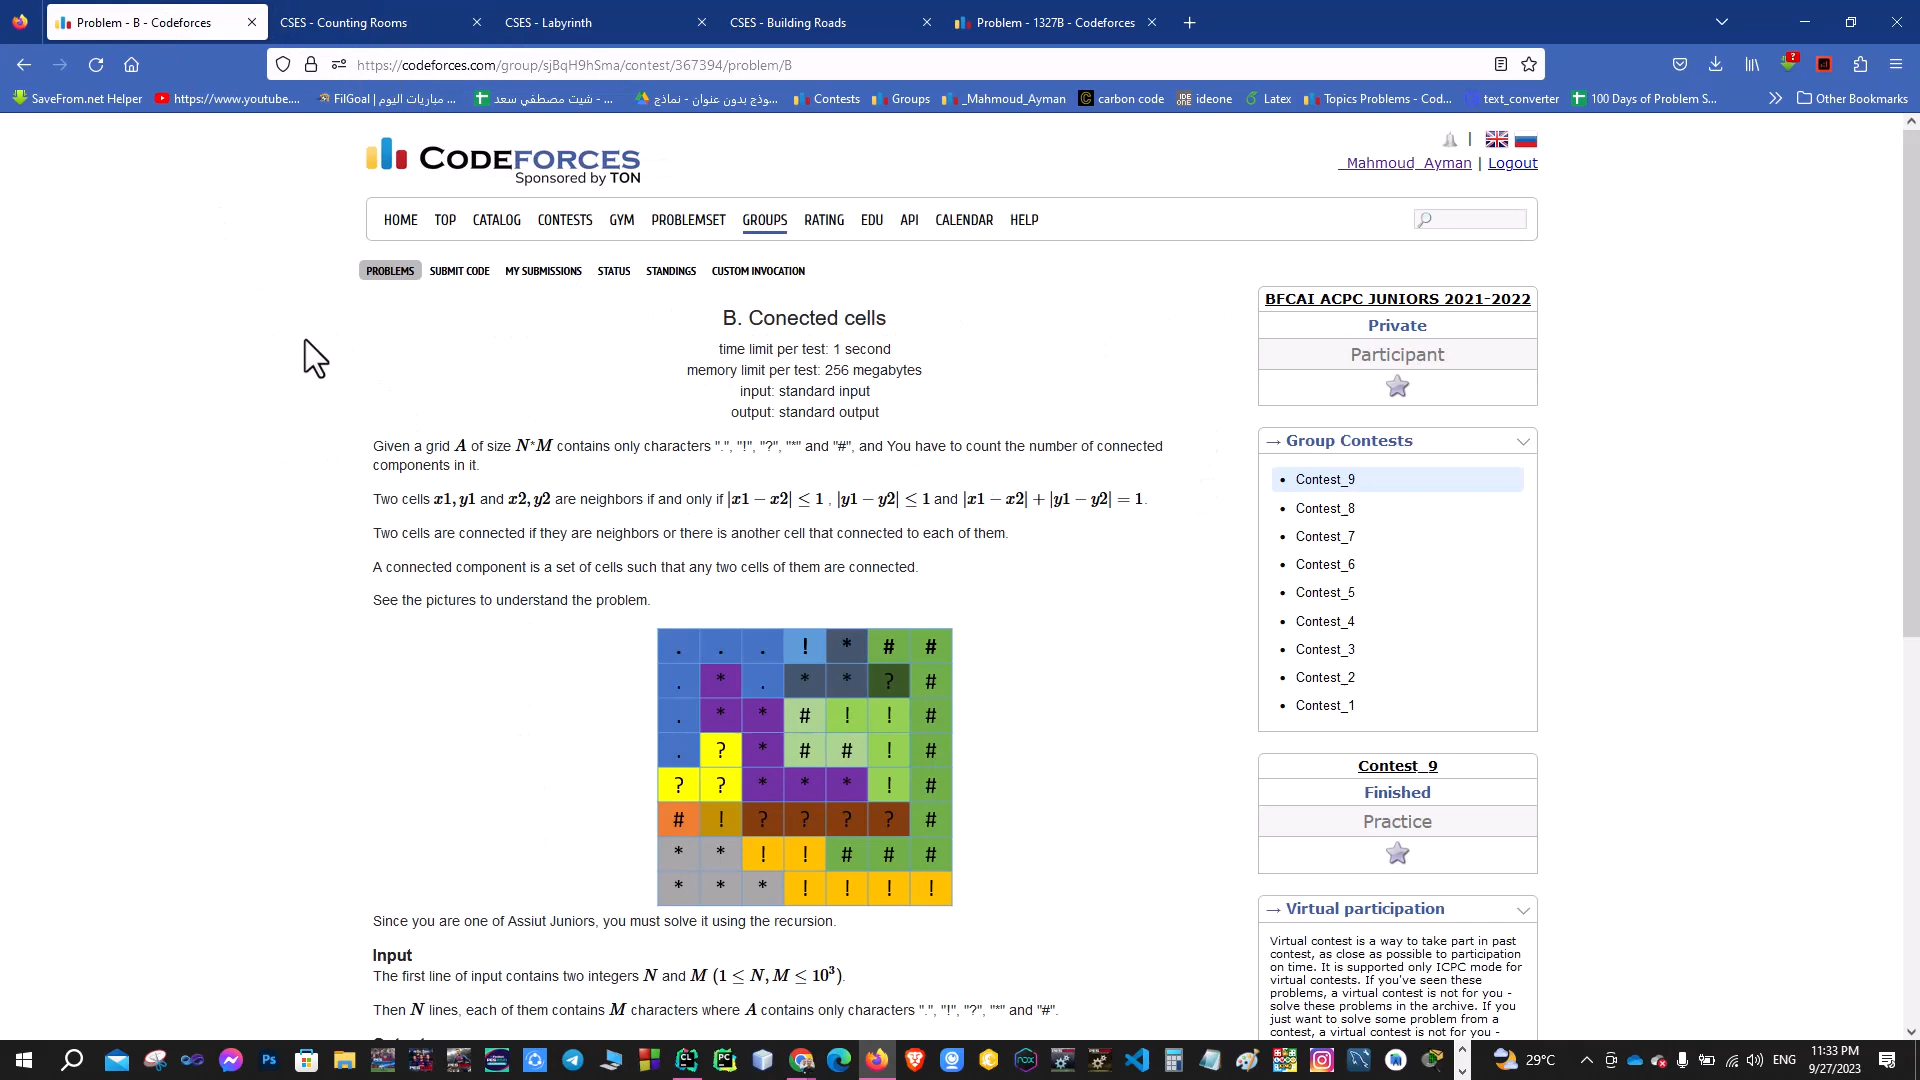 Problem - B - Codeforces
CSES - Counting Rooms
CSES - Labyrinth
CSES - Building Roads
Problem - 1327B - Codeforces
https://codeforces.com/group/sjBqH9hSma/contest/367394/problem/B
SaveFrom.net Helper
https://www.youtube....
FilGoal | مباريات اليوم ...
شيت مصطفي سعد - ...
نموذج بدون عنوان - نماذج...
Contests
Groups
_Mahmoud_Ayman
carbon code
ideone
Latex
Topics Problems - Cod...
text_converter
100 Days of Problem S...
Other Bookmarks
CODEFORCES
Sponsored by TON
_Mahmoud_Ayman | Logout
HOME TOP CATALOG CONTESTS GYM PROBLEMSET GROUPS RATING EDU API CALENDAR HELP
PROBLEMS SUBMIT CODE MY SUBMISSIONS STATUS STANDINGS CUSTOM INVOCATION
B. Conected cells
time limit per test: 1 second
memory limit per test: 256 megabytes
input: standard input
output: standard output
Given a grid A of size N*M contains only characters ".", "!", "?", "*" and "#", and You have to count the number of connected
components in it.
Two cells x1, y1 and x2, y2 are neighbors if and only if |x1 − x2| ≤ 1 , |y1 − y2| ≤ 1 and |x1 − x2| + |y1 − y2| = 1.
Two cells are connected if they are neighbors or there is another cell that connected to each of them.
A connected component is a set of cells such that any two cells of them are connected.
See the pictures to understand the problem.
. . . ! * # #
. * . * * ? #
. * * # ! ! #
. ? * # # ! #
? ? * * * ! #
# ! ? ? ? ? #
* * ! ! # # #
* * * ! ! ! !
Since you are one of Assiut Juniors, you must solve it using the recursion.
Input
The first line of input contains two integers N and M (1 ≤ N, M ≤ 10³).
Then N lines, each of them contains M characters where A contains only characters ".", "!", "?", "*" and "#".
BFCAI ACPC JUNIORS 2021-2022
Private
Participant
→ Group Contests
• Contest_9
• Contest_8
• Contest_7
• Contest_6
• Contest_5
• Contest_4
• Contest_3
• Contest_2
• Contest_1
Contest_9
Finished
Practice
→ Virtual participation
Virtual contest is a way to take part in past
contest, as close as possible to participation
on time. It is supported only ICPC mode for
virtual contests. If you've seen these
problems, a virtual contest is not for you -
solve these problems in the archive. If you
just want to solve some problem from a
contest, a virtual contest is not for you -
29°C
ENG
11:33 PM
9/27/2023